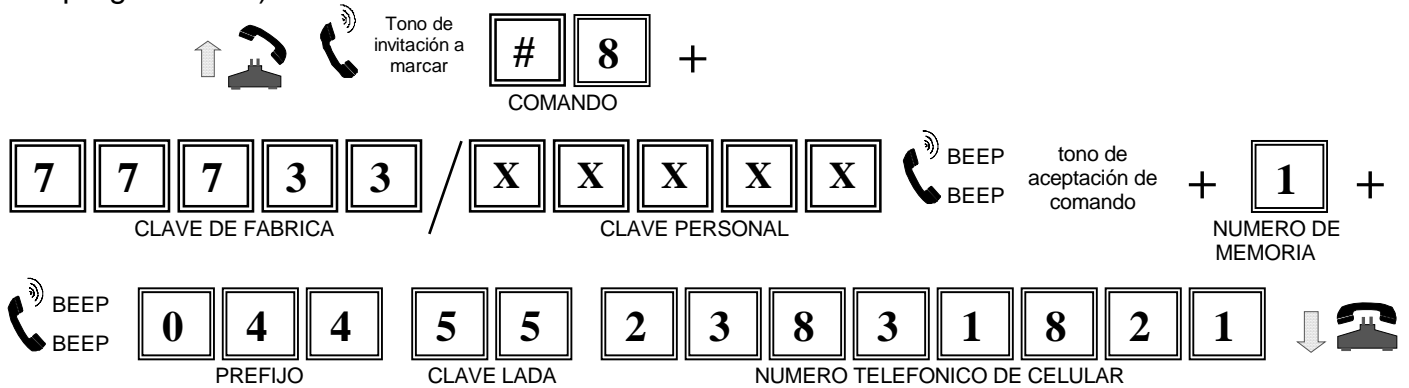 Tono de
invitación a
marcar
# 8 +
COMANDO
7 7 7 3 3 / X X X X X BEEP BEEP tono de aceptación de comando + 1 +
CLAVE DE FABRICA CLAVE PERSONAL NUMERO DE MEMORIA
BEEP BEEP 0 4 4 5 5 2 3 8 3 1 8 2 1
PREFIJO CLAVE LADA NUMERO TELEFONICO DE CELULAR